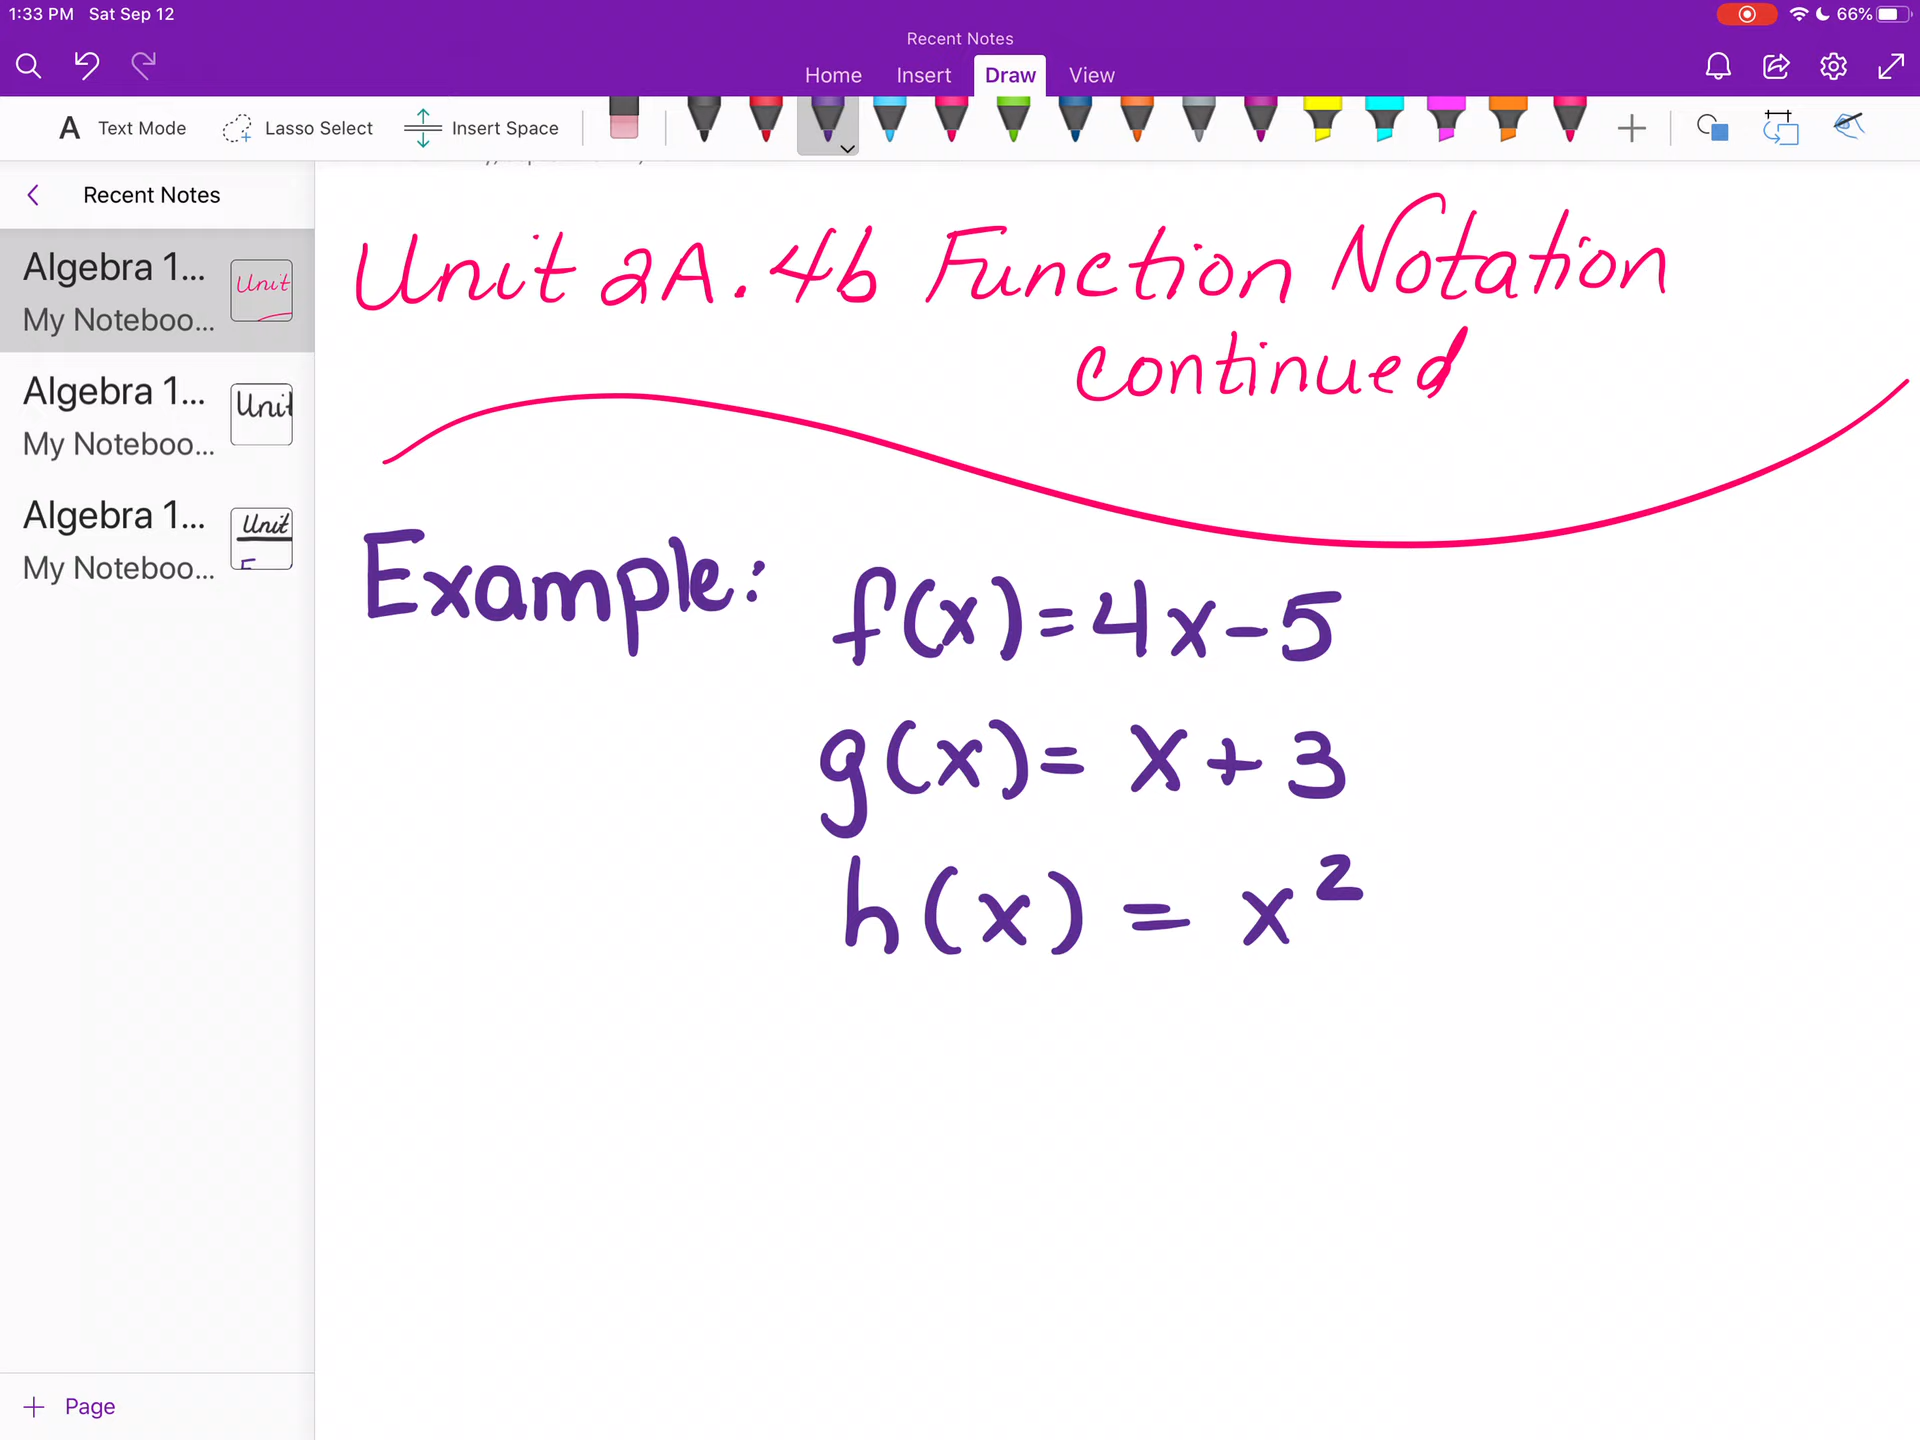 1:33 PM Sat Sep 12
66%
Recent Notes
Home Insert Draw View
A Text Mode Lasso Select Insert Space
Recent Notes
Algebra 1...
My Noteboo...
Unit
Algebra 1...
My Noteboo...
Unit
Algebra 1...
My Noteboo...
Unit
Page
Unit 2A.4b Function Notation
continued
Example: f(x)=4x-5
g(x)= x+3
h(x) = x²